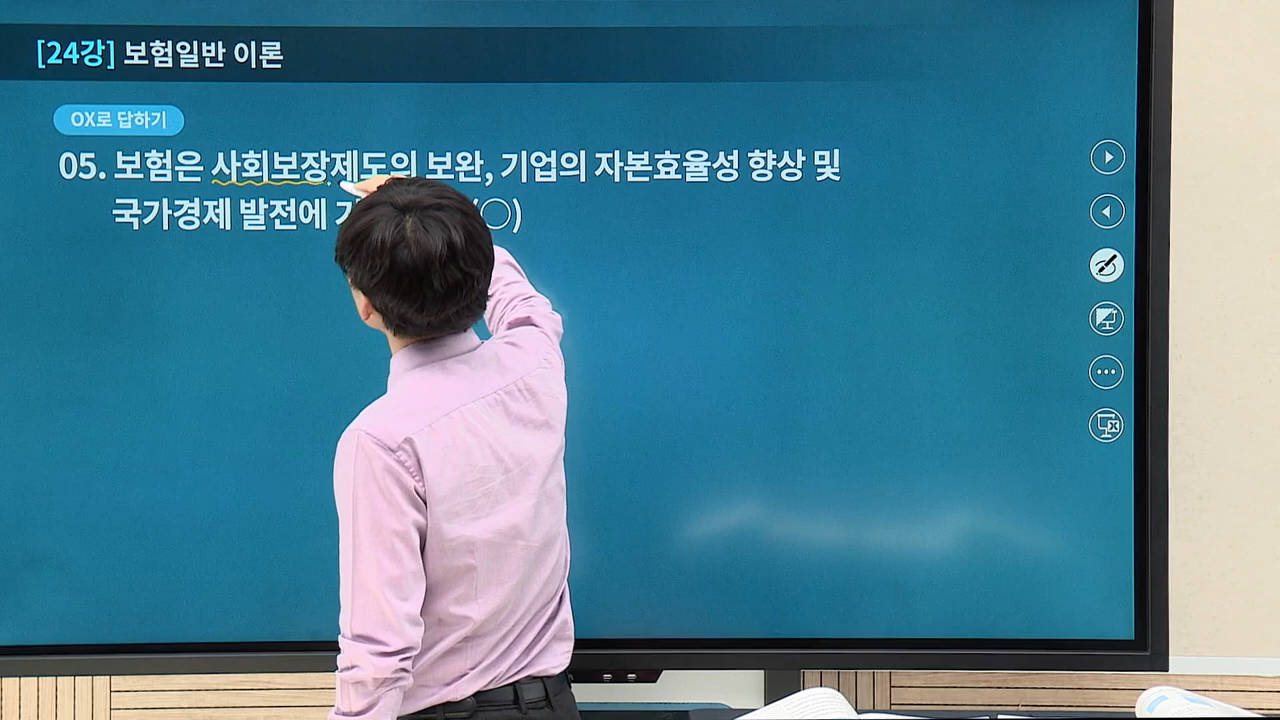 [24강] 보험일반 이론
OX로 답하기
05. 보험은 사회보장제도의 보완, 기업의 자본효율성 향상 및
국가경제 발전에 (○)